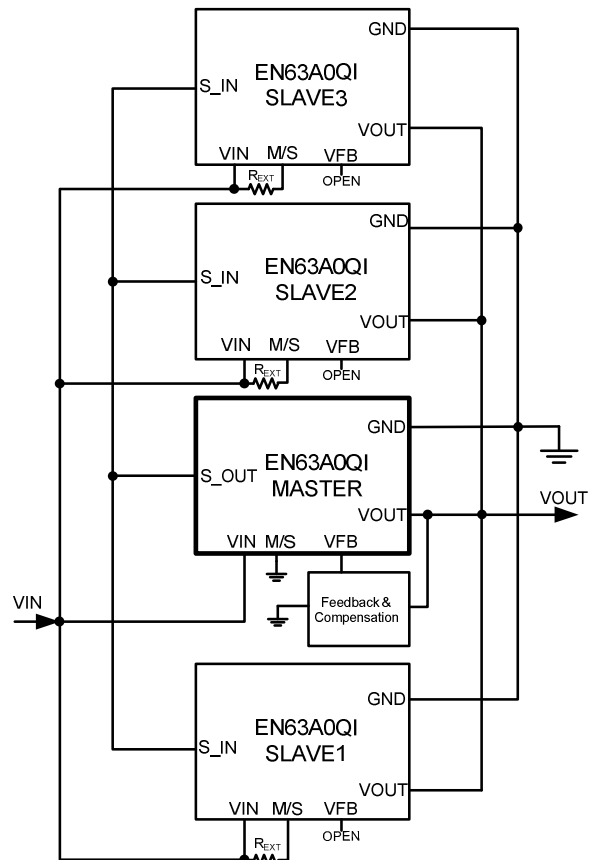 GND
EN63A0QI
S_IN
SLAVE3
VOUT
VIN M/S VFB
REXT
OPEN
GND
EN63A0QI
S_IN
SLAVE2
VOUT
VIN M/S VFB
REXT
OPEN
GND
EN63A0QI
S_OUT
MASTER
VOUT
VOUT
VIN M/S VFB
VIN
Feedback &
Compensation
GND
EN63A0QI
S_IN
SLAVE1
VOUT
VIN M/S VFB
REXT
OPEN